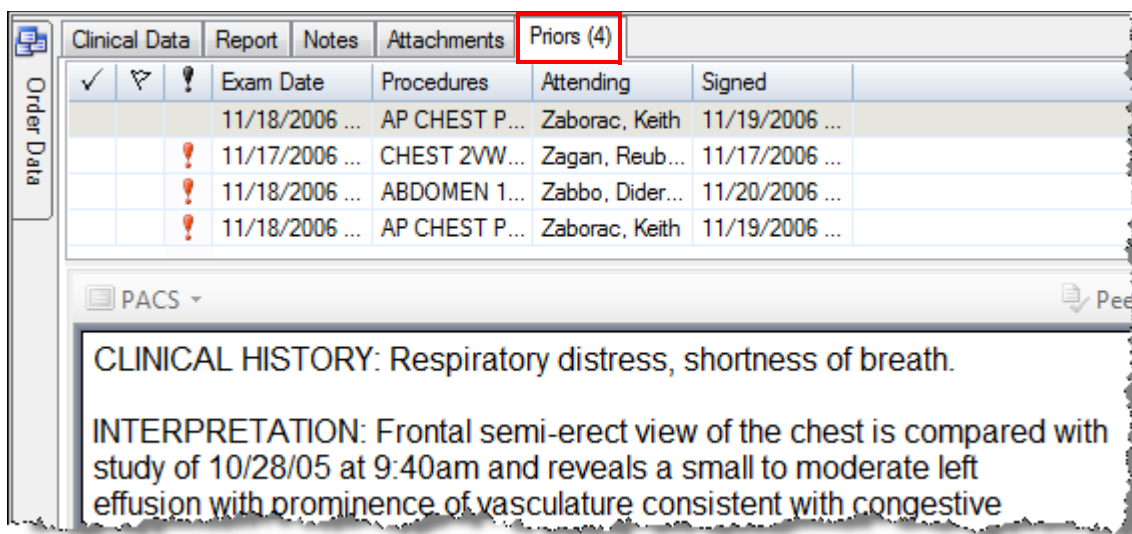 Clinical Data Report Notes Attachments Priors (4)
Order Data
Exam Date Procedures Attending Signed
11/18/2006 ... AP CHEST P... Zaborac, Keith 11/19/2006 ...
11/17/2006 ... CHEST 2VW... Zagan, Reub... 11/17/2006 ...
11/18/2006 ... ABDOMEN 1... Zabbo, Dider... 11/20/2006 ...
11/18/2006 ... AP CHEST P... Zaborac, Keith 11/19/2006 ...
PACS Pee
CLINICAL HISTORY: Respiratory distress, shortness of breath.
INTERPRETATION: Frontal semi-erect view of the chest is compared with
study of 10/28/05 at 9:40am and reveals a small to moderate left
effusion with prominence of vasculature consistent with congestive